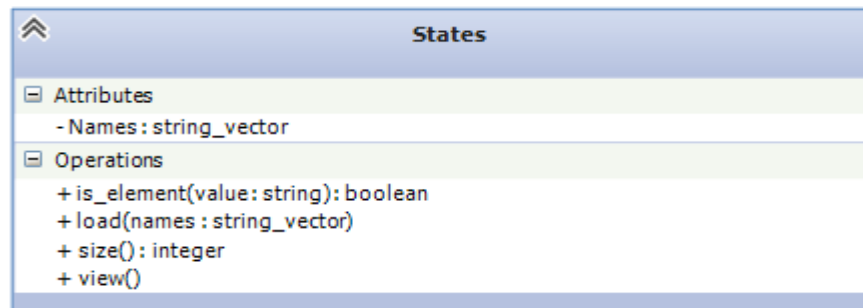 States
Attributes
- Names : string_vector
Operations
+ is_element(value : string) : boolean
+ load(names : string_vector)
+ size() : integer
+ view()